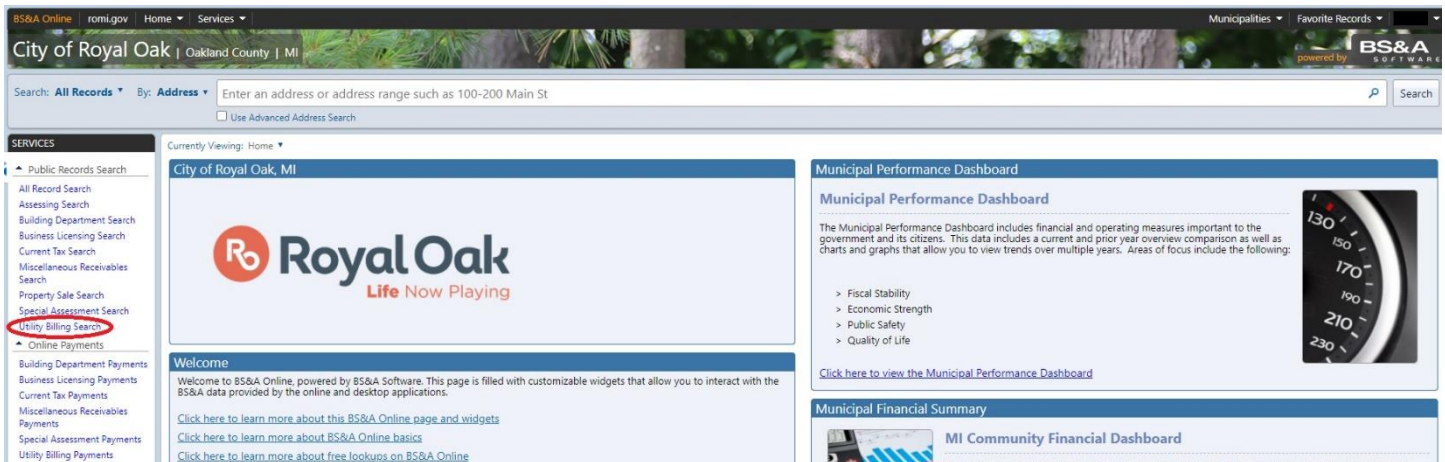 BS&A Online romi.gov Home Services Municipalities Favorite Records
City of Royal Oak | Oakland County | MI
powered by BS&A SOFTWARE
Search: All Records By: Address Enter an address or address range such as 100-200 Main St Search
Use Advanced Address Search
SERVICES
Public Records Search
All Record Search
Assessing Search
Building Department Search
Business Licensing Search
Current Tax Search
Miscellaneous Receivables
Search
Property Sale Search
Special Assessment Search
Utility Billing Search
Online Payments
Building Department Payments
Business Licensing Payments
Current Tax Payments
Miscellaneous Receivables
Payments
Special Assessment Payments
Utility Billing Payments
Currently Viewing: Home
City of Royal Oak, MI
Ro Royal Oak
Life Now Playing
Welcome
Welcome to BS&A Online, powered by BS&A Software. This page is filled with customizable widgets that allow you to interact with the
BS&A data provided by the online and desktop applications.
Click here to learn more about this BS&A Online page and widgets
Click here to learn more about BS&A Online basics
Click here to learn more about free lookups on BS&A Online
Municipal Performance Dashboard
Municipal Performance Dashboard
The Municipal Performance Dashboard includes financial and operating measures important to the
government and its citizens. This data includes a current and prior year overview comparison as well as
charts and graphs that allow you to view trends over multiple years. Areas of focus include the following:
> Fiscal Stability
> Economic Strength
> Public Safety
> Quality of Life
Click here to view the Municipal Performance Dashboard
130
150
170
190
210
230
Municipal Financial Summary
MI Community Financial Dashboard